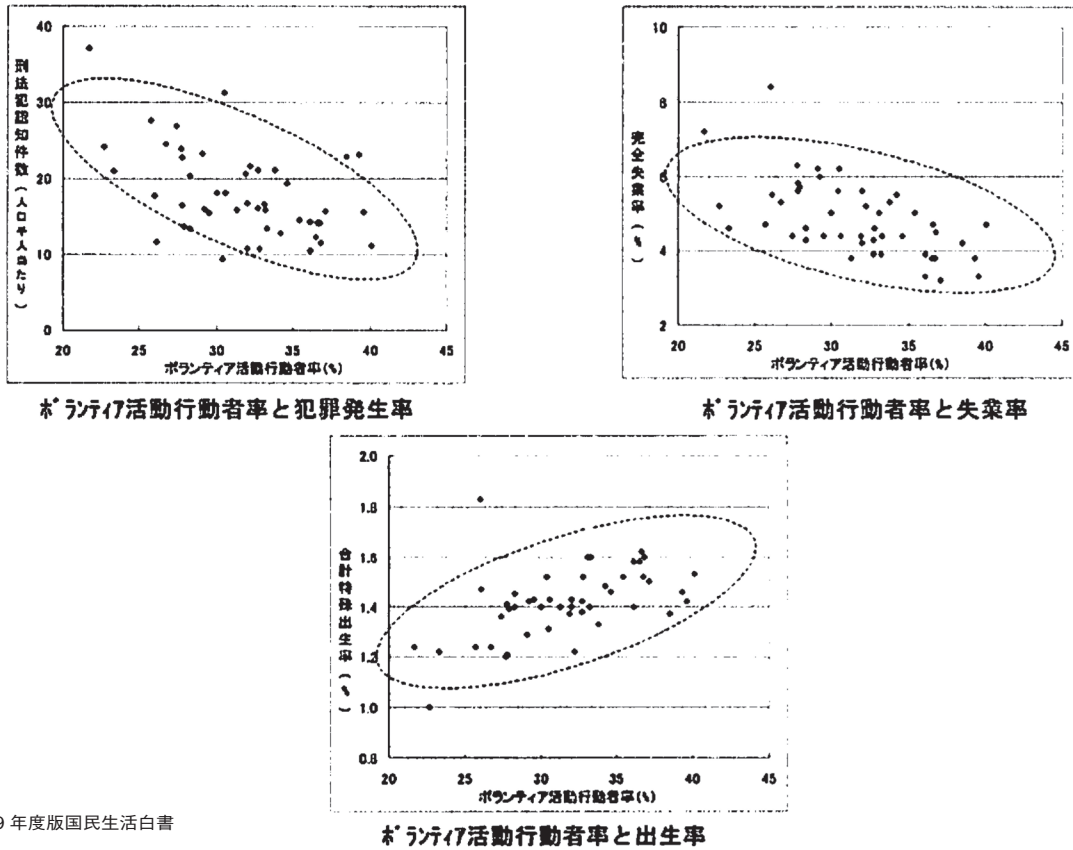 40
30
20
10
0
刑法犯認知件数(人口千人当たり)
20 25 30 35 40 45
ボランティア活動行動者率(%)
ボランティア活動行動者率と犯罪発生率
10
8
6
4
2
完全失業率(%)
20 25 30 35 40 45
ボランティア活動行動者率(%)
ボランティア活動行動者率と失業率
2.0
1.8
1.6
1.4
1.2
1.0
0.8
合計特殊出生率(%)
20 25 30 35 40 45
ボランティア活動行動者率(%)
9 年度版国民生活白書
ボランティア活動行動者率と出生率